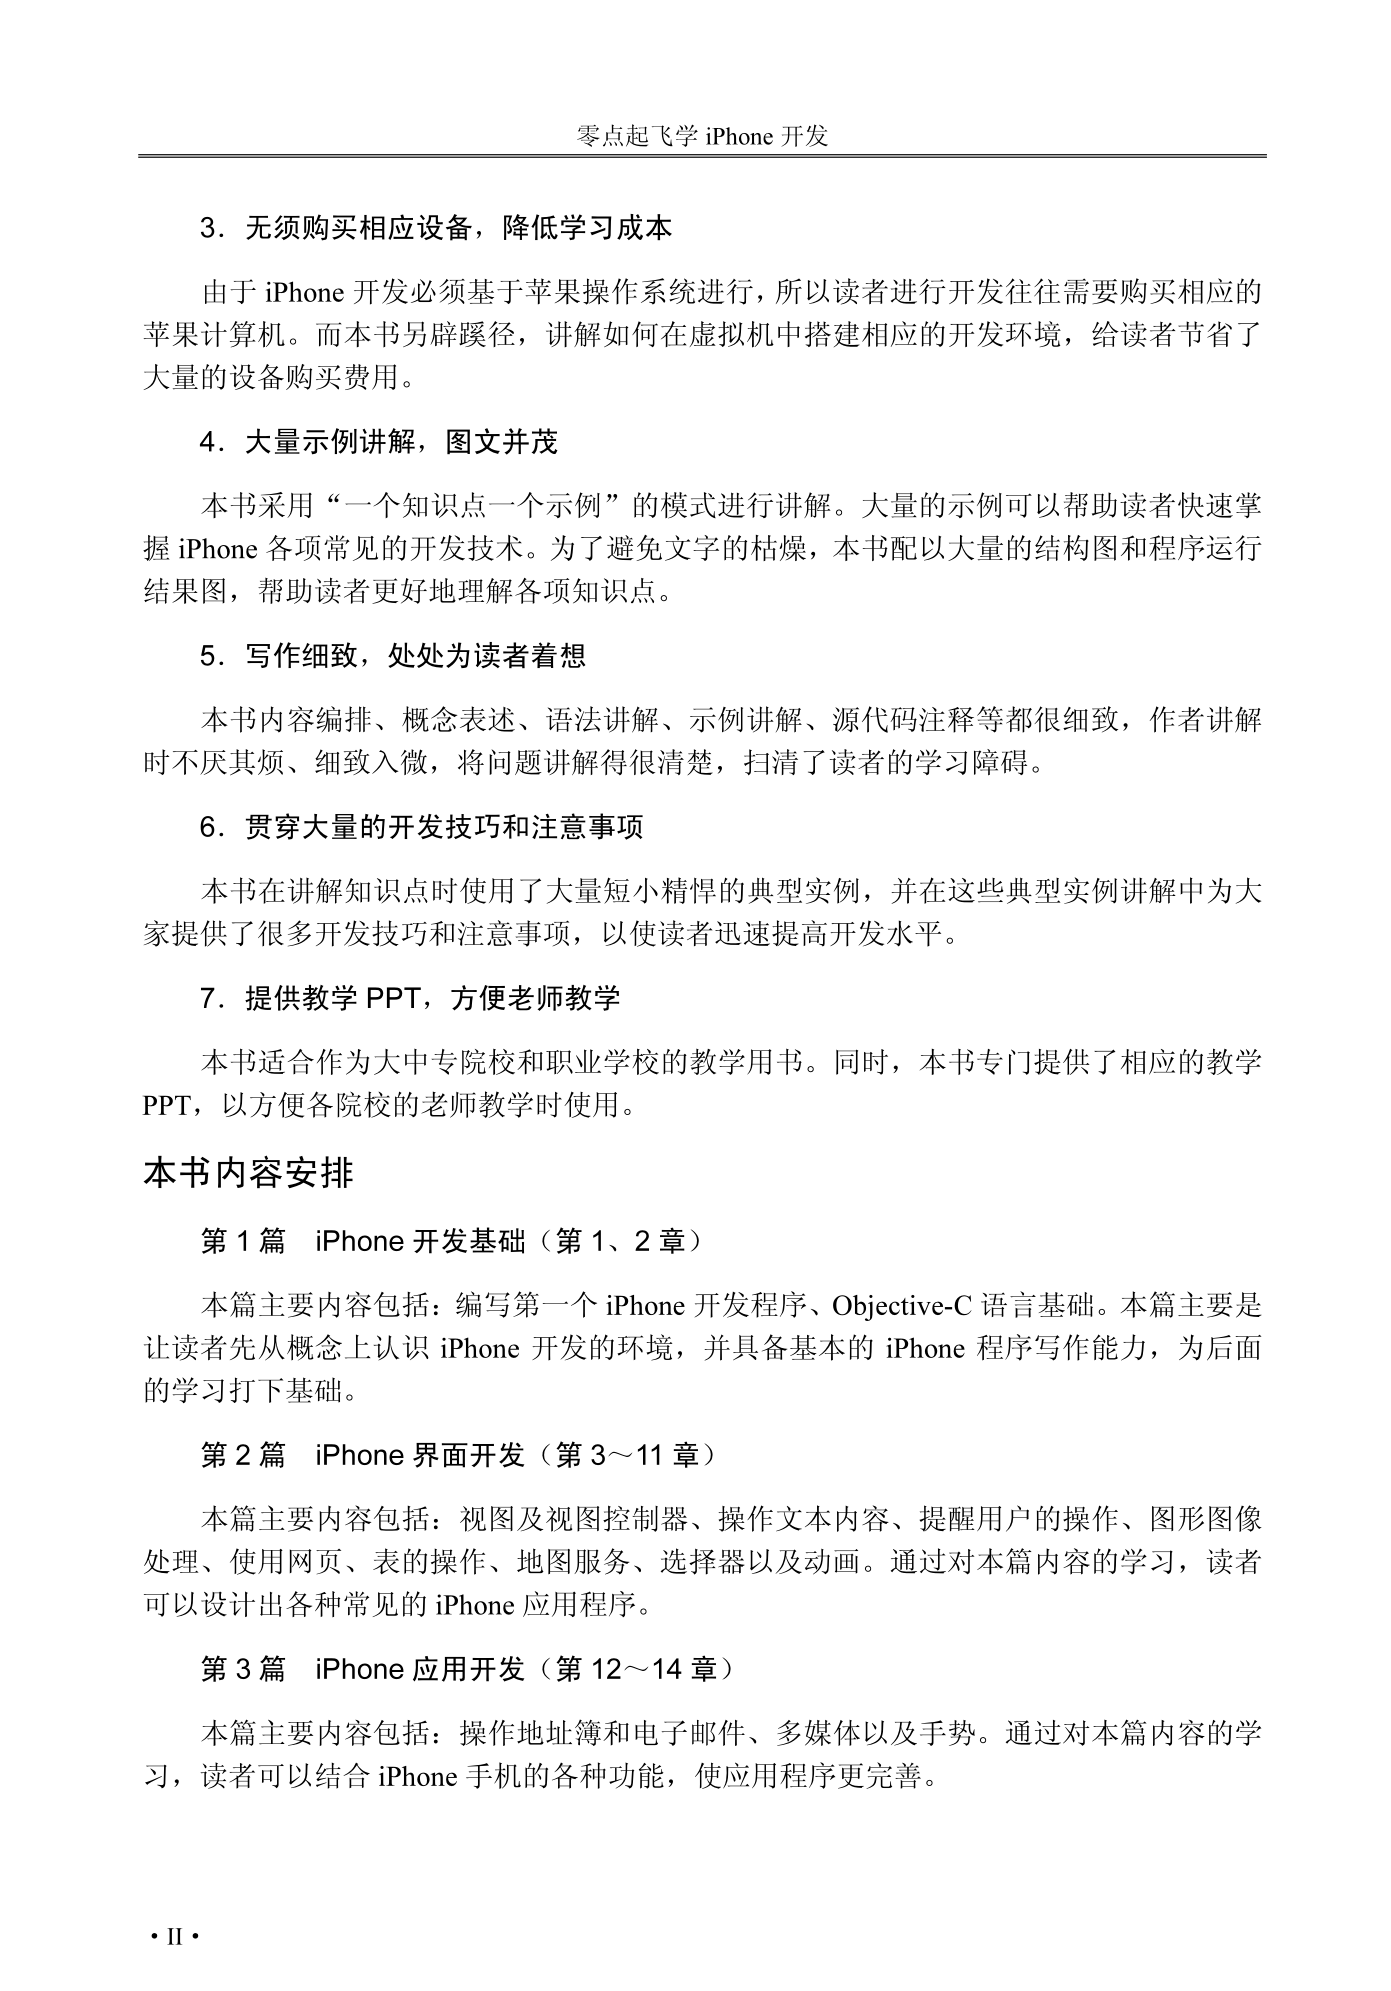 零点起飞学 iPhone 开发
3．无须购买相应设备，降低学习成本
由于 iPhone 开发必须基于苹果操作系统进行，所以读者进行开发往往需要购买相应的
苹果计算机。而本书另辟蹊径，讲解如何在虚拟机中搭建相应的开发环境，给读者节省了
大量的设备购买费用。
4．大量示例讲解，图文并茂
本书采用“一个知识点一个示例”的模式进行讲解。大量的示例可以帮助读者快速掌
握 iPhone 各项常见的开发技术。为了避免文字的枯燥，本书配以大量的结构图和程序运行
结果图，帮助读者更好地理解各项知识点。
5．写作细致，处处为读者着想
本书内容编排、概念表述、语法讲解、示例讲解、源代码注释等都很细致，作者讲解
时不厌其烦、细致入微，将问题讲解得很清楚，扫清了读者的学习障碍。
6．贯穿大量的开发技巧和注意事项
本书在讲解知识点时使用了大量短小精悍的典型实例，并在这些典型实例讲解中为大
家提供了很多开发技巧和注意事项，以使读者迅速提高开发水平。
7．提供教学 PPT，方便老师教学
本书适合作为大中专院校和职业学校的教学用书。同时，本书专门提供了相应的教学
PPT，以方便各院校的老师教学时使用。
本书内容安排
第 1 篇　iPhone 开发基础（第 1、2 章）
本篇主要内容包括：编写第一个 iPhone 开发程序、Objective-C 语言基础。本篇主要是
让读者先从概念上认识 iPhone 开发的环境，并具备基本的 iPhone 程序写作能力，为后面
的学习打下基础。
第 2 篇　iPhone 界面开发（第 3～11 章）
本篇主要内容包括：视图及视图控制器、操作文本内容、提醒用户的操作、图形图像
处理、使用网页、表的操作、地图服务、选择器以及动画。通过对本篇内容的学习，读者
可以设计出各种常见的 iPhone 应用程序。
第 3 篇　iPhone 应用开发（第 12～14 章）
本篇主要内容包括：操作地址簿和电子邮件、多媒体以及手势。通过对本篇内容的学
习，读者可以结合 iPhone 手机的各种功能，使应用程序更完善。
• II •